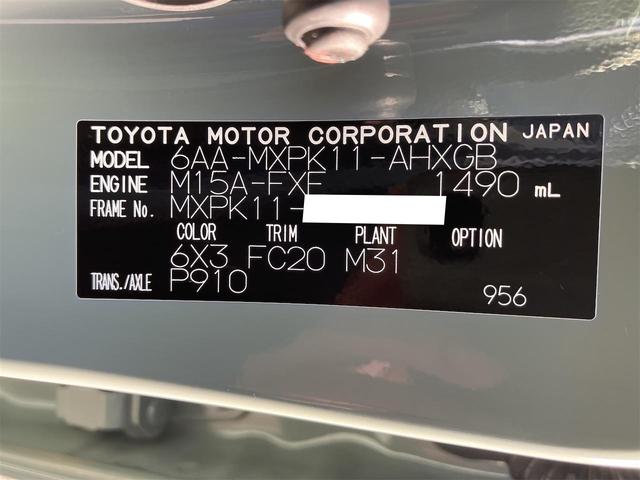 TOYOTA MOTOR CORPORATION JAPAN
MODEL 6AA-MXPK11-AHXGB
ENGINE M15A-FXE 1490 mL
FRAME No. MXPK11-
COLOR TRIM PLANT OPTION
6X3 FC20 M31
TRANS./AXLE P910
956